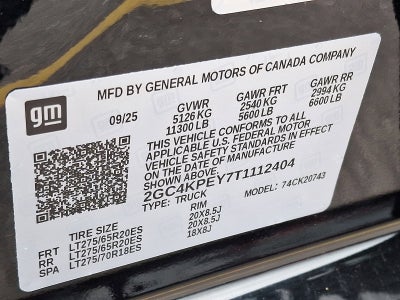 gm
MFD BY GENERAL MOTORS OF CANADA COMPANY
09/25 GVWR GAWR FRT GAWR RR
5126 KG 2540 KG 2994 KG
11300 LB 5600 LB 6600 LB
THIS VEHICLE CONFORMS TO ALL
APPLICABLE U.S. FEDERAL MOTOR
VEHICLE SAFETY STANDARDS IN EFFECT
ON THE DATE OF MANUFACTURE
SHOWN ABOVE.
2GC4KPEY7T1112404
TYPE: TRUCK MODEL: 74CK20743
TIRE SIZE RIM
FRT LT275/65R20ES 20X8.5J
RR LT275/65R20ES 20X8.5J
SPA LT275/70R18ES 18X8J